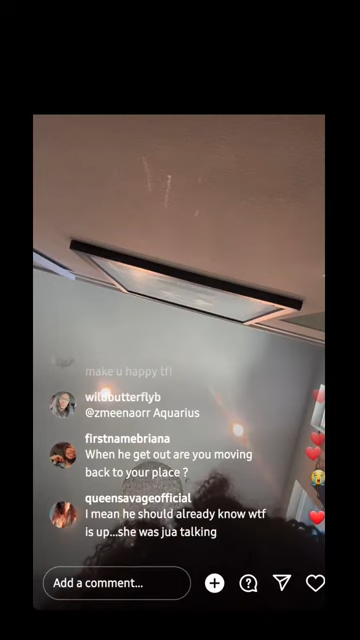 make u happy tf!
wildbutterflyb
@zmeenaorr Aquarius
firstnamebriana
When he get out are you moving
back to your place ?
queensavageofficial
I mean he should already know wtf
is up...she was jua talking
Add a comment...